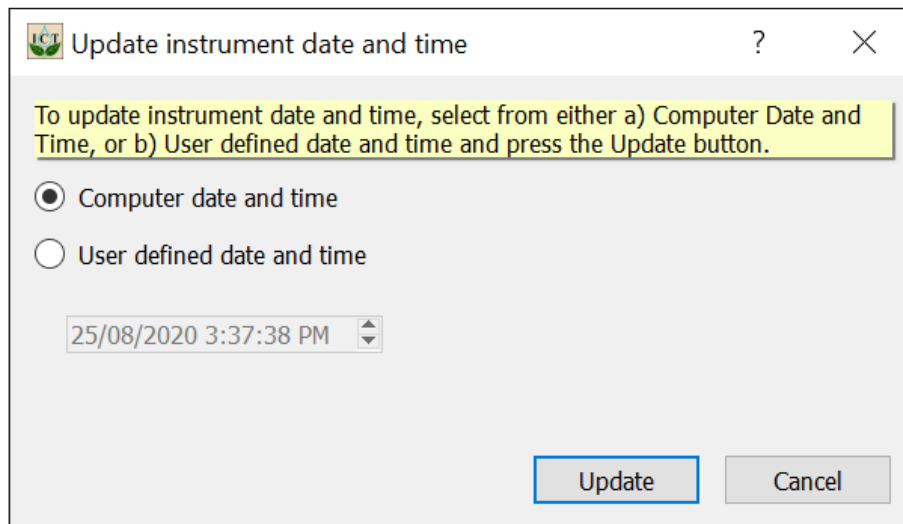 ICT
Update instrument date and time
?
To update instrument date and time, select from either a) Computer Date and
Time, or b) User defined date and time and press the Update button.
Computer date and time
User defined date and time
25/08/2020 3:37:38 PM
Update
Cancel